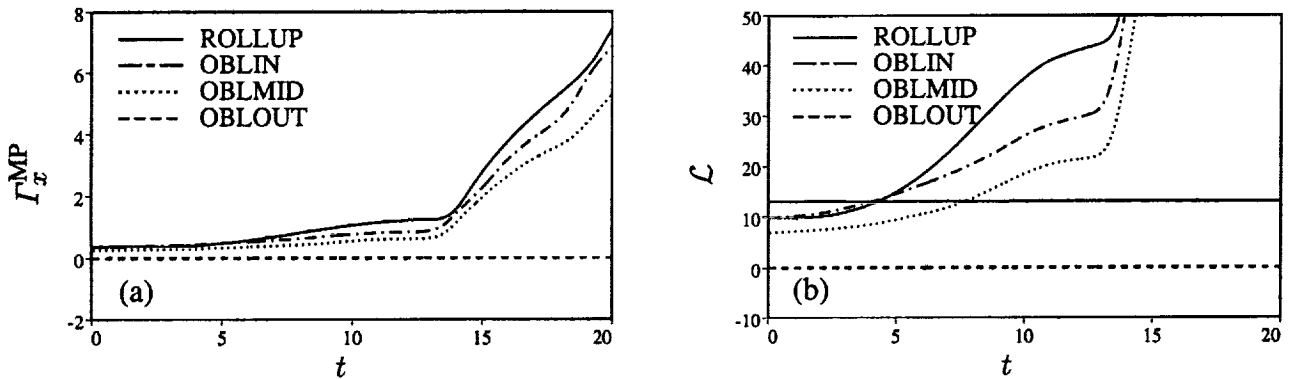 8
6
4
2
0
-2
Γ_x^MP
ROLLUP
OBLIN
OBLMID
OBLOUT
(a)
0 5 10 15 20
t
50
40
30
20
10
0
-10
ℒ
ROLLUP
OBLIN
OBLMID
OBLOUT
(b)
0 5 10 15 20
t